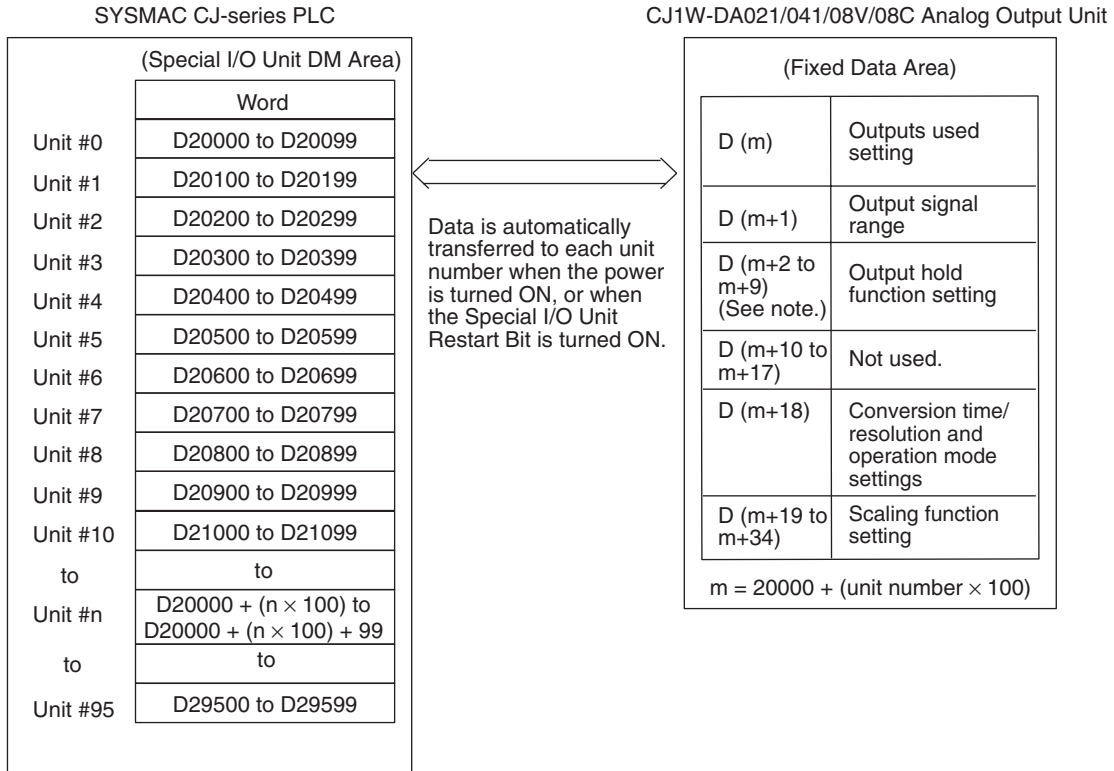 SYSMAC CJ-series PLC
(Special I/O Unit DM Area)
Word
Unit #0 D20000 to D20099
Unit #1 D20100 to D20199
Unit #2 D20200 to D20299
Unit #3 D20300 to D20399
Unit #4 D20400 to D20499
Unit #5 D20500 to D20599
Unit #6 D20600 to D20699
Unit #7 D20700 to D20799
Unit #8 D20800 to D20899
Unit #9 D20900 to D20999
Unit #10 D21000 to D21099
to to
Unit #n D20000 + (n × 100) to
D20000 + (n × 100) + 99
to to
Unit #95 D29500 to D29599
Data is automatically
transferred to each unit
number when the power
is turned ON, or when
the Special I/O Unit
Restart Bit is turned ON.
CJ1W-DA021/041/08V/08C Analog Output Unit
(Fixed Data Area)
D (m) Outputs used
setting
D (m+1) Output signal
range
D (m+2 to
m+9)
(See note.)
Output hold
function setting
D (m+10 to
m+17)
Not used.
D (m+18) Conversion time/
resolution and
operation mode
settings
D (m+19 to
m+34)
Scaling function
setting
m = 20000 + (unit number × 100)